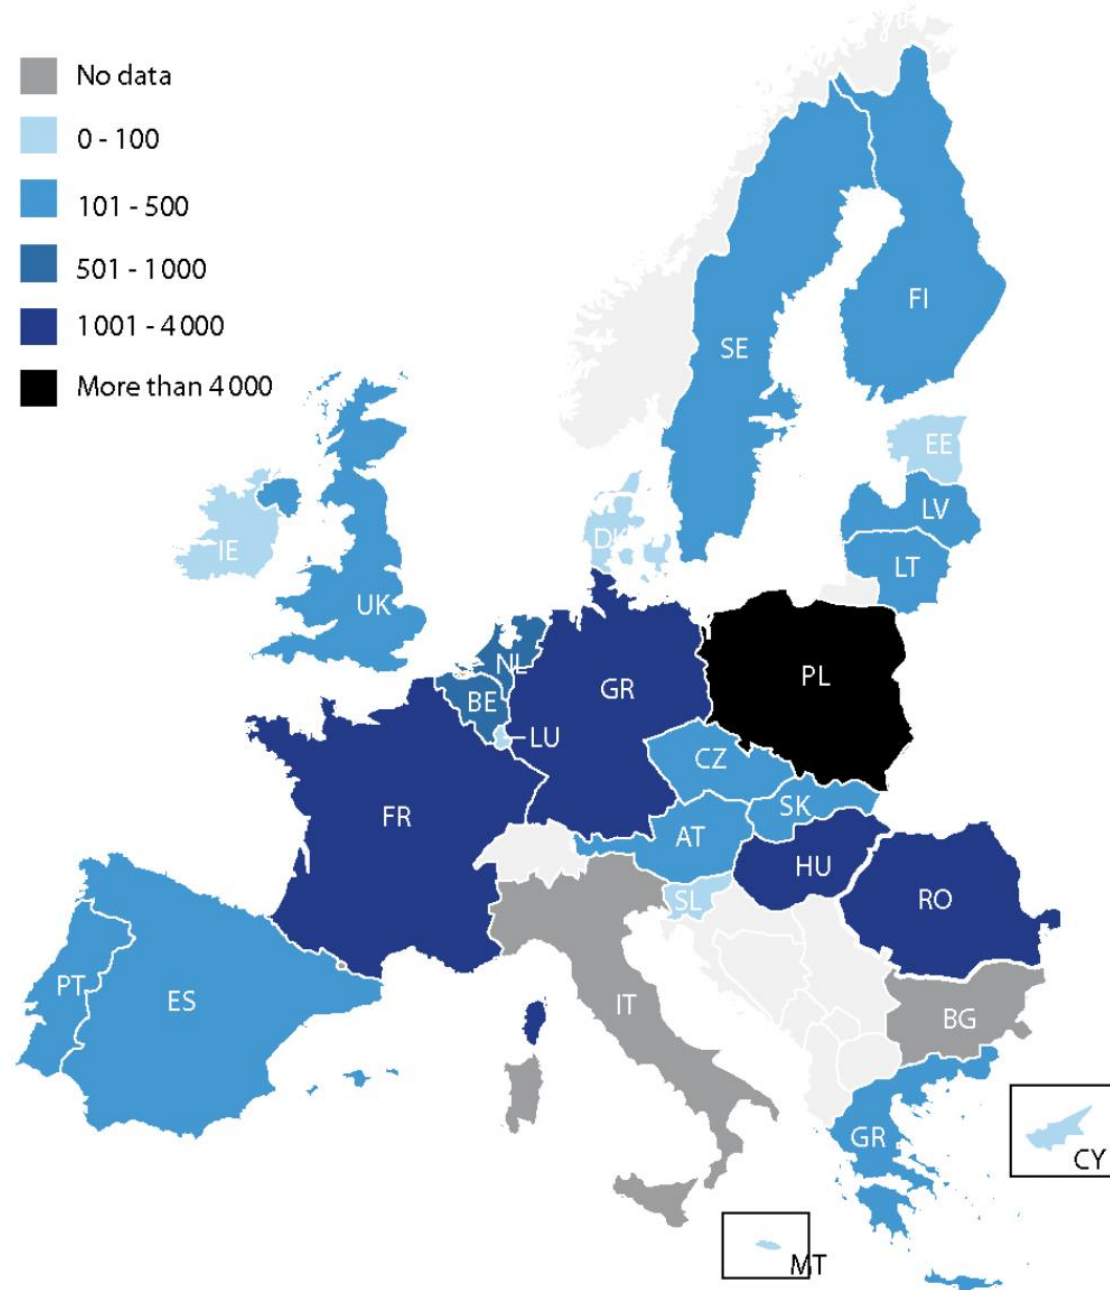 No data
0 - 100
101 - 500
501 - 1000
1001 - 4000
More than 4000
FI
SE
EE
LV
IE
DK
LT
UK
NL
GR
PL
BE
LU
CZ
FR
SK
AT
HU
SL
RO
PT
ES
IT
BG
GR
CY
MT